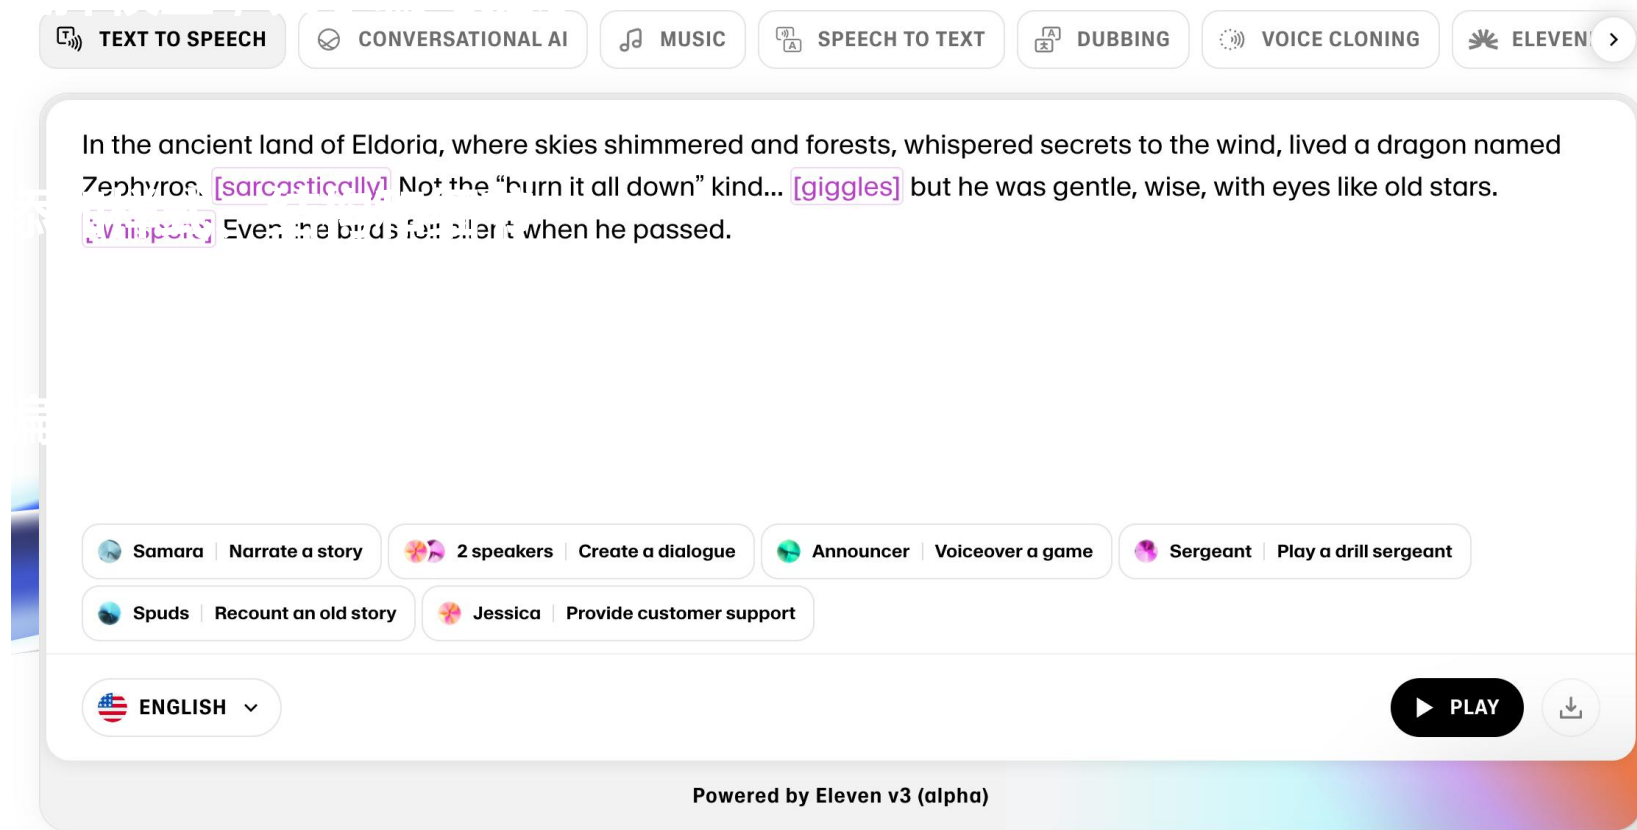 TEXT TO SPEECH
CONVERSATIONAL AI
MUSIC
SPEECH TO TEXT
DUBBING
VOICE CLONING
ELEVEN
In the ancient land of Eldoria, where skies shimmered and forests, whispered secrets to the wind, lived a dragon named
Zephyros. [sarcastically] Not the “burn it all down” kind... [giggles] but he was gentle, wise, with eyes like old stars.
[whispers] Even the birds fell silent when he passed.
Samara | Narrate a story
2 speakers | Create a dialogue
Announcer | Voiceover a game
Sergeant | Play a drill sergeant
Spuds | Recount an old story
Jessica | Provide customer support
ENGLISH
PLAY
Powered by Eleven v3 (alpha)